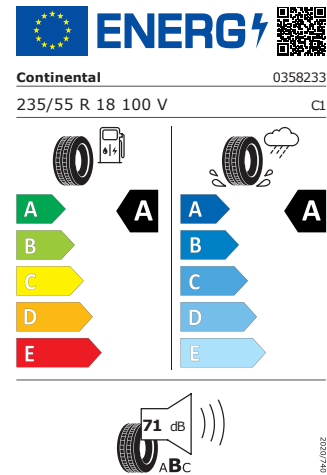 ENERG
Continental 0358233
235/55 R 18 100 V C1
A A A A
B B
C C
D D
E E
71 dB
ABC
2020/740